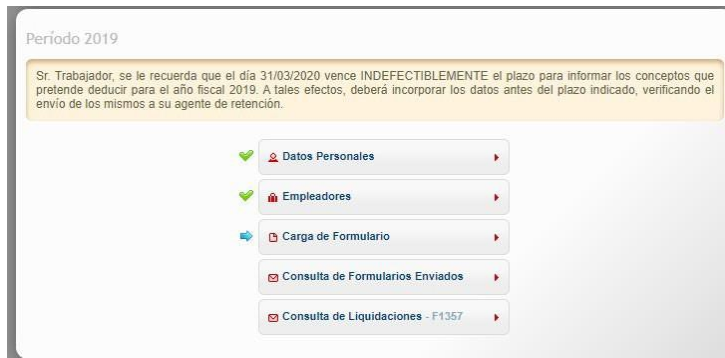 Período 2019
Sr. Trabajador, se le recuerda que el día 31/03/2020 vence INDEFECTIBLEMENTE el plazo para informar los conceptos que
pretende deducir para el año fiscal 2019. A tales efectos, deberá incorporar los datos antes del plazo indicado, verificando el
envío de los mismos a su agente de retención.
Datos Personales
Empleadores
Carga de Formulario
Consulta de Formularios Enviados
Consulta de Liquidaciones - F1357